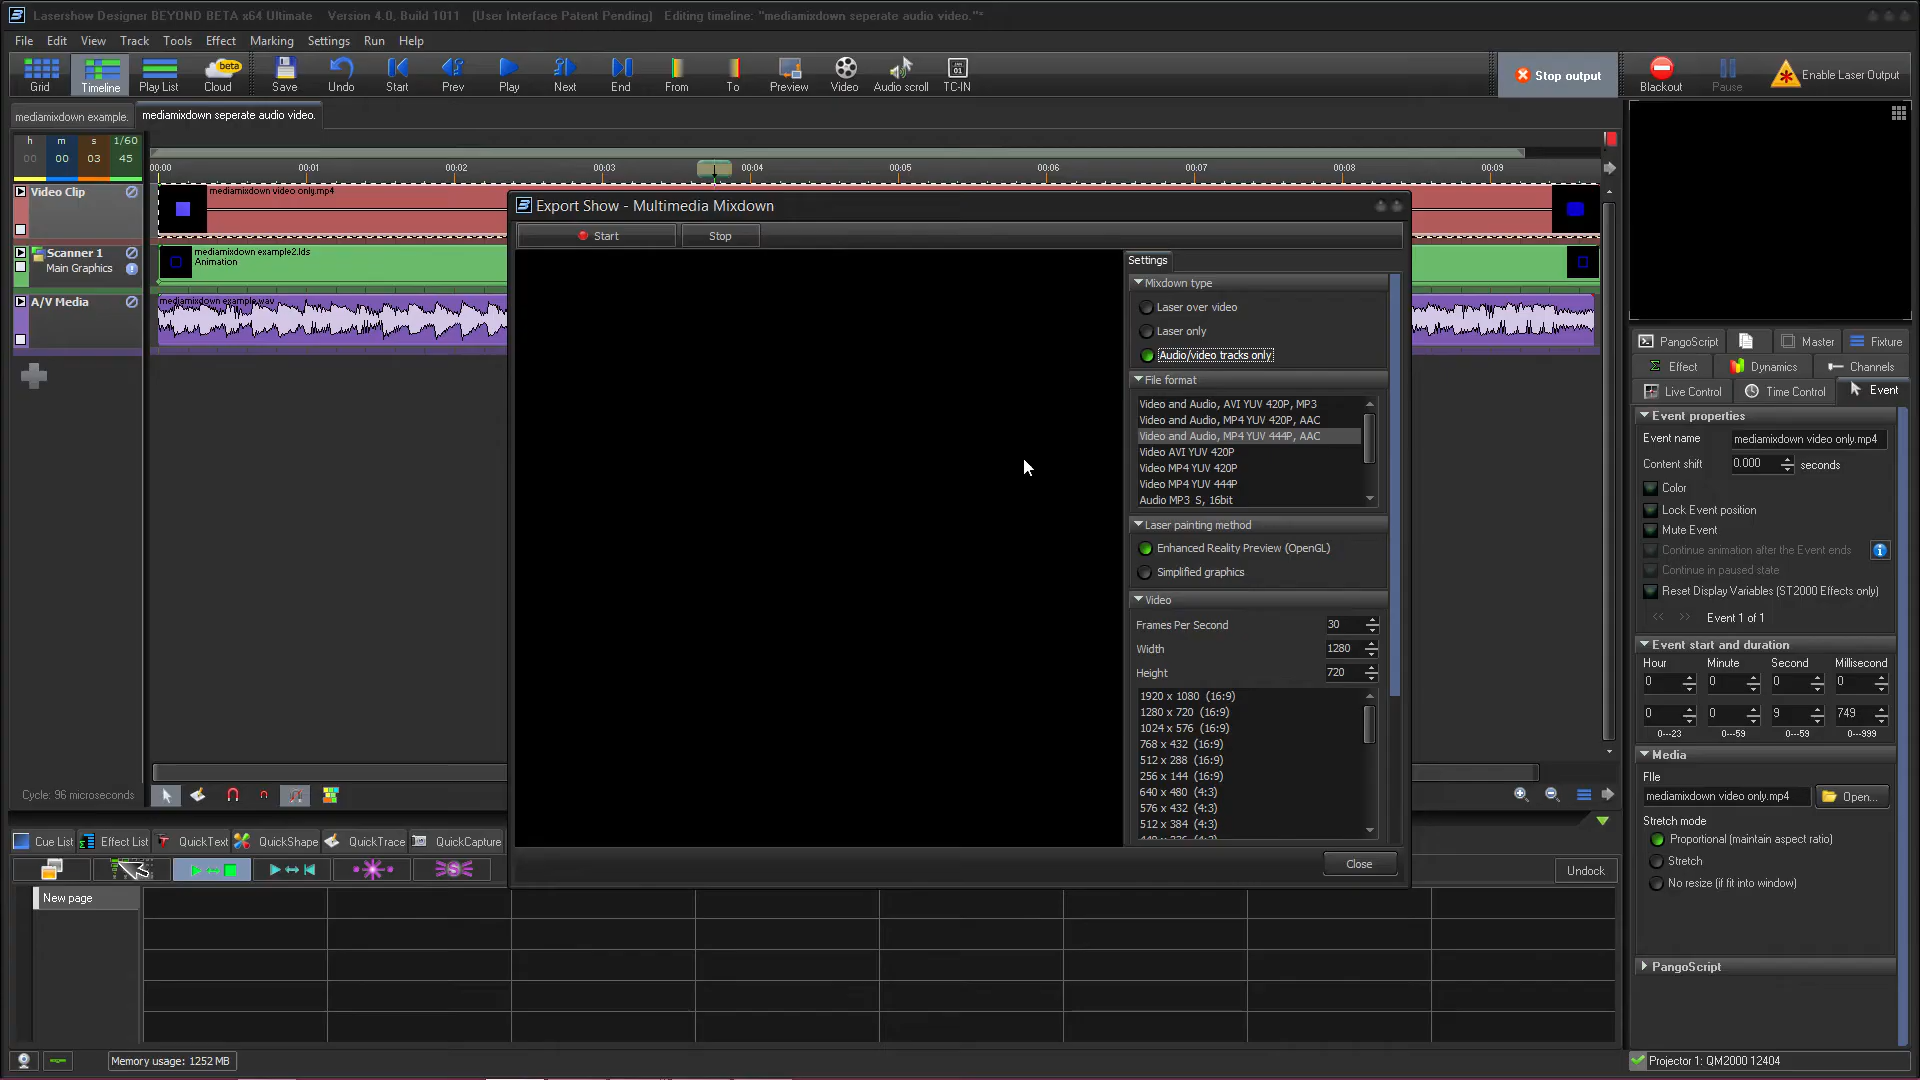 Lasershow Designer BEYOND BETA x64 Ultimate Version 4.0, Build 1011 [User Interface Patent Pending] Editing timeline: "mediamixdown seperate audio video."*
File Edit View Track Tools Effect Marking Settings Run Help
beta
Grid Timeline Play List Cloud Save Undo Start Prev Play Next End From To Preview Video Audio scroll TC-IN
Stop output Blackout Pause Enable Laser Output
mediamixdown example. mediamixdown seperate audio video.
h m s 1/60
00 00 03 45
00:00 00:01 00:02 00:03 00:04 00:05 00:06 00:07 00:08 00:09
Video Clip
mediamixdown video only.mp4
Scanner 1
Main Graphics
mediamixdown example2.lds
Animation
A/V Media
mediamixdown example.wav
Cycle: 96 microseconds
Export Show - Multimedia Mixdown
Start Stop
Settings
Mixdown type
Laser over video
Laser only
Audio/video tracks only
File format
Video and Audio, AVI YUV 420P, MP3
Video and Audio, MP4 YUV 420P, AAC
Video and Audio, MP4 YUV 444P, AAC
Video AVI YUV 420P
Video MP4 YUV 420P
Video MP4 YUV 444P
Audio MP3 S, 16bit
Laser painting method
Enhanced Reality Preview (OpenGL)
Simplified graphics
Video
Frames Per Second 30
Width 1280
Height 720
1920 x 1080 (16:9)
1280 x 720 (16:9)
1024 x 576 (16:9)
768 x 432 (16:9)
512 x 288 (16:9)
256 x 144 (16:9)
640 x 480 (4:3)
576 x 432 (4:3)
512 x 384 (4:3)
Close
PangoScript Master Fixture
Effect Dynamics Channels
Live Control Time Control Event
Event properties
Event name mediamixdown video only.mp4
Content shift 0.000 seconds
Color
Lock Event position
Mute Event
Continue animation after the Event ends
Continue in paused state
Reset Display Variables (ST2000 Effects only)
<< >> Event 1 of 1
Event start and duration
Hour Minute Second Millisecond
0 0 0 0
0 0 9 749
0---23 0---59 0---59 0---999
Media
File
mediamixdown video only.mp4 Open...
Stretch mode
Proportional (maintain aspect ratio)
Stretch
No resize (if fit into window)
PangoScript
Cue List Effect List QuickText QuickShape QuickTrace QuickCapture
Undock
New page
Memory usage: 1252 MB
Projector 1: QM2000 12404